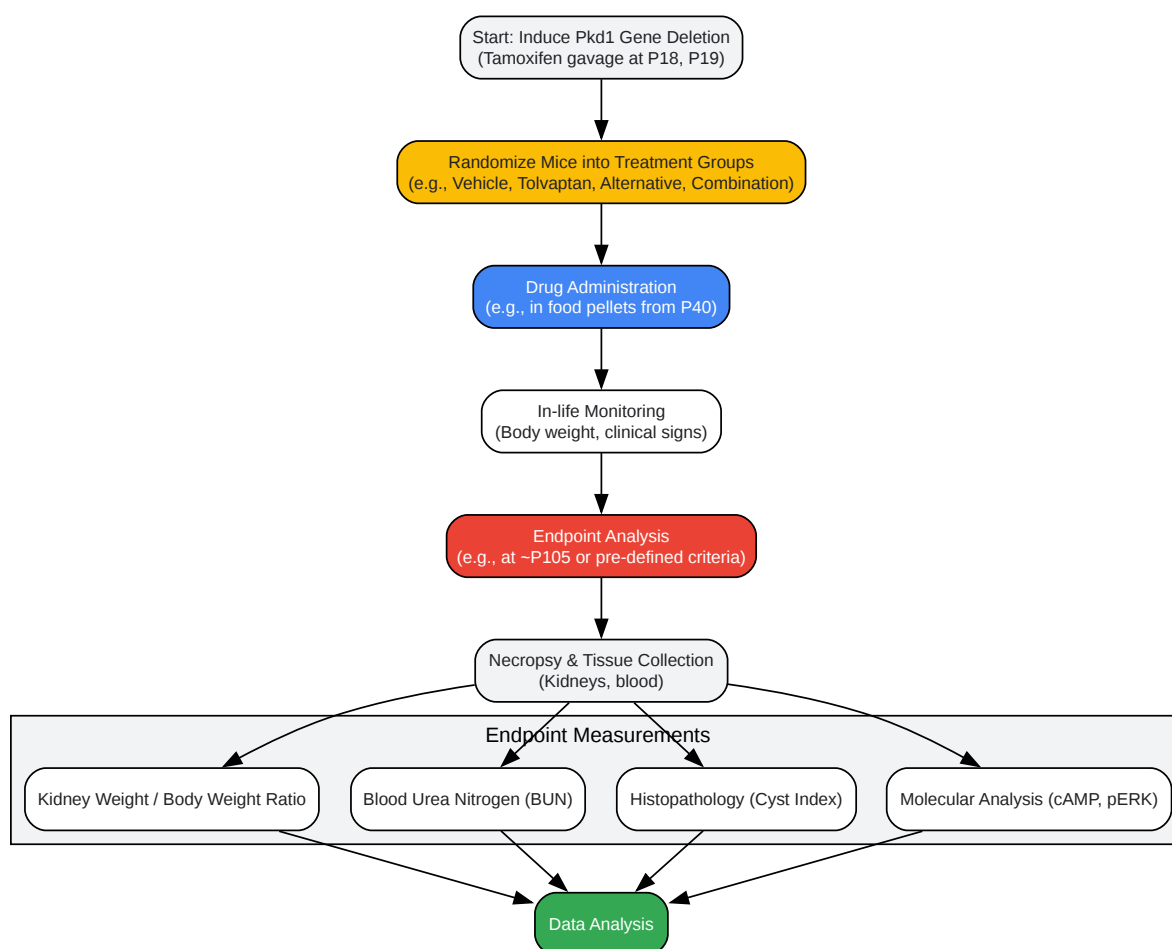 Start: Induce Pkd1 Gene Deletion
(Tamoxifen gavage at P18, P19)
Randomize Mice into Treatment Groups
(e.g., Vehicle, Tolvaptan, Alternative, Combination)
Drug Administration
(e.g., in food pellets from P40)
In-life Monitoring
(Body weight, clinical signs)
Endpoint Analysis
(e.g., at ~P105 or pre-defined criteria)
Necropsy & Tissue Collection
(Kidneys, blood)
Endpoint Measurements
Kidney Weight / Body Weight Ratio
Blood Urea Nitrogen (BUN)
Histopathology (Cyst Index)
Molecular Analysis (cAMP, pERK)
Data Analysis